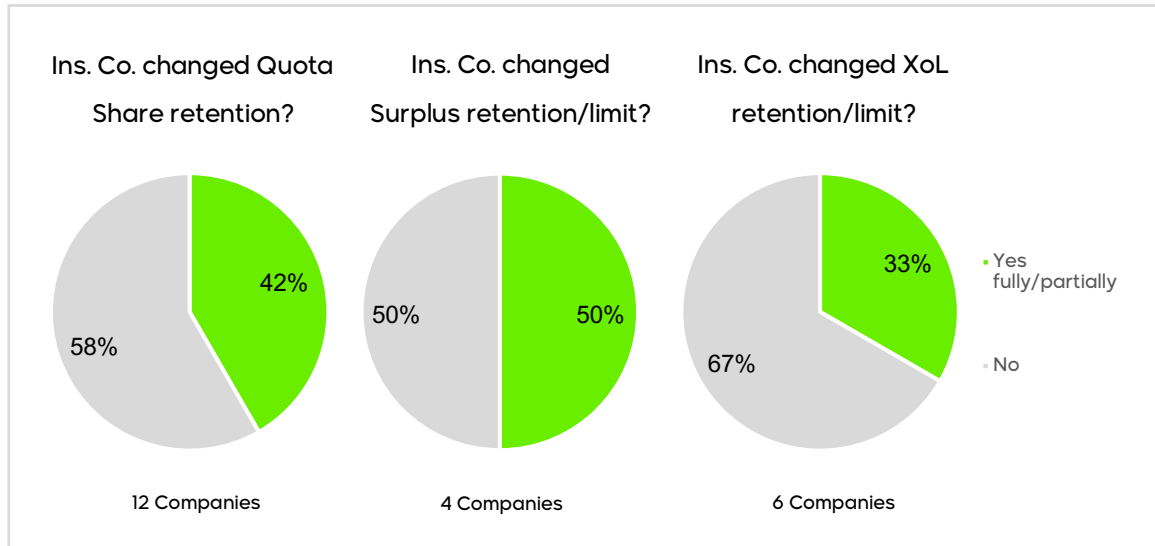 Ins. Co. changed Quota
Share retention?
42%
58%
12 Companies
Ins. Co. changed
Surplus retention/limit?
50%
50%
4 Companies
Ins. Co. changed XoL
retention/limit?
33%
67%
6 Companies
Yes
fully/partially
No